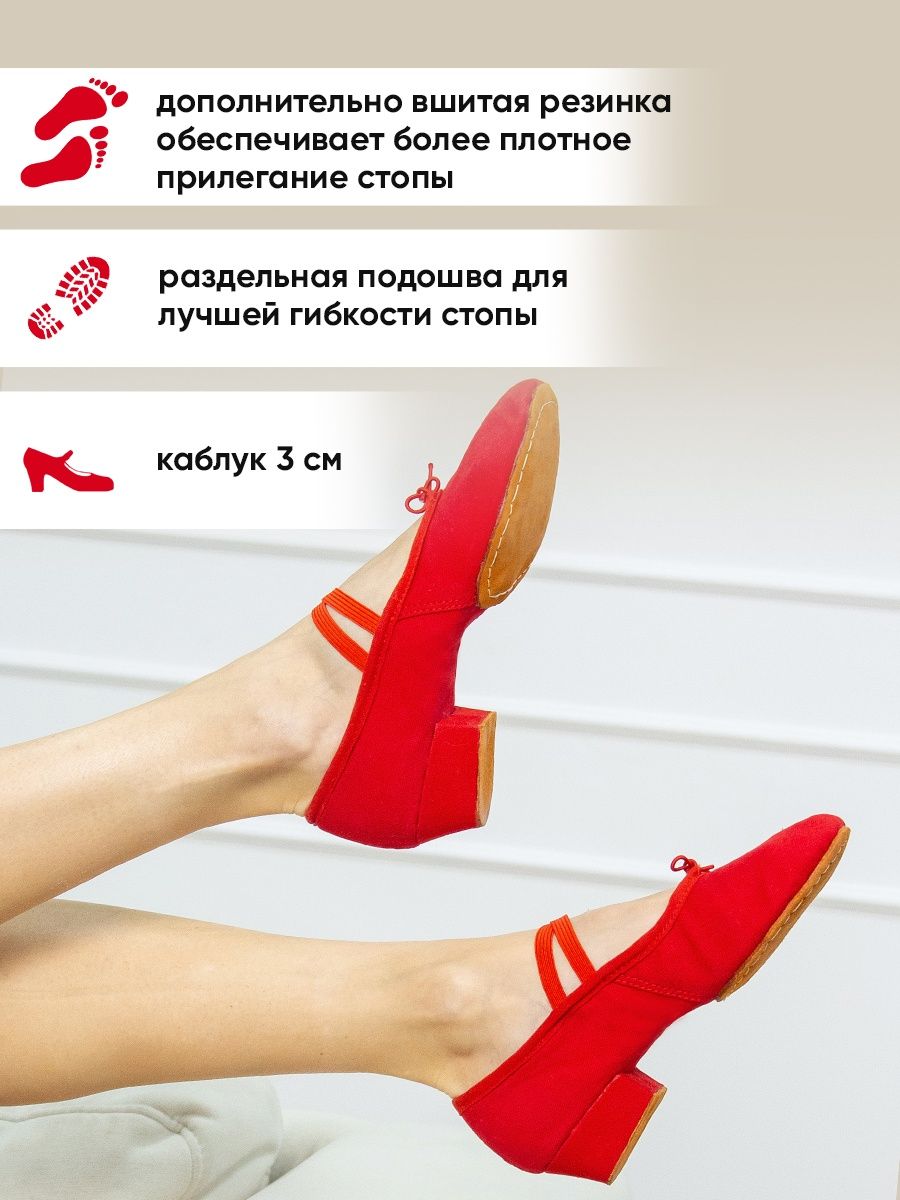 дополнительно вшитая резинка
обеспечивает более плотное
прилегание стопы
раздельная подошва для
лучшей гибкости стопы
каблук 3 см